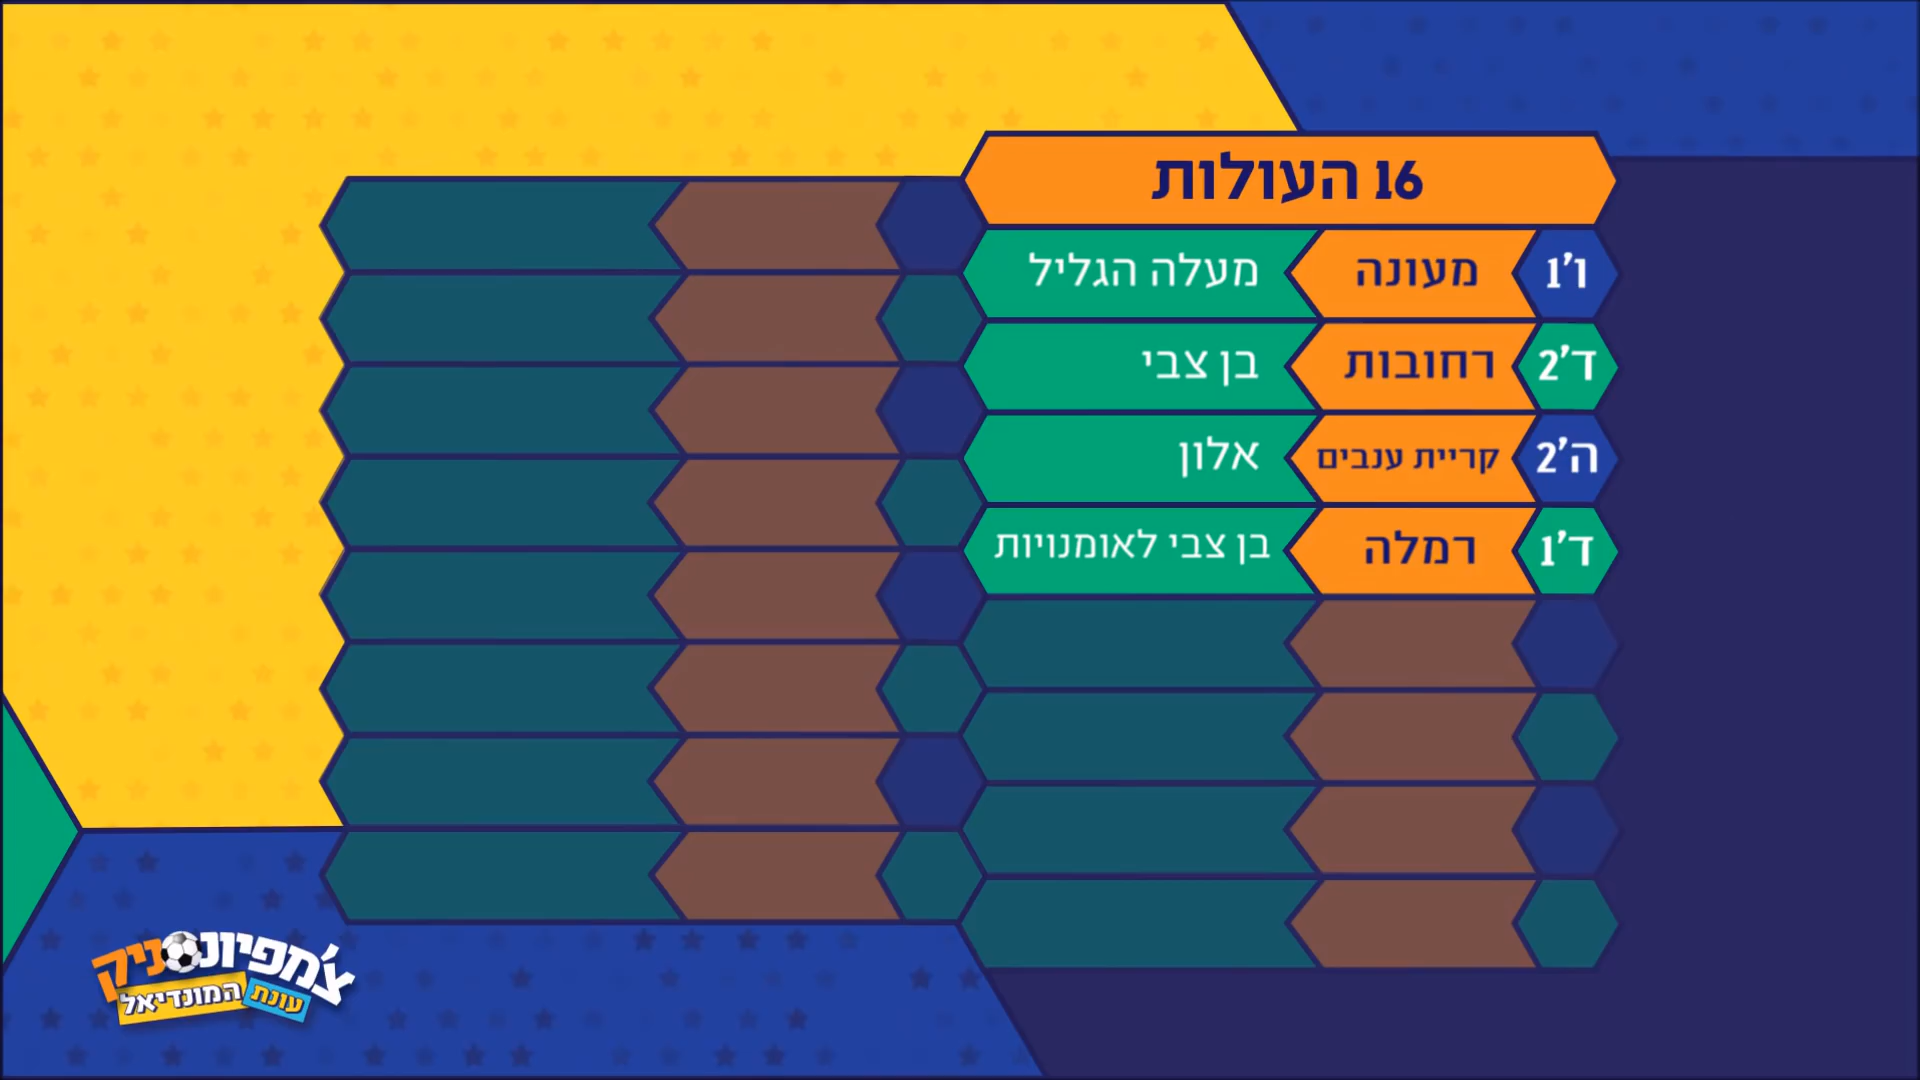 16 העולות
ו'1 מעונה מעלה הגליל
ד'2 רחובות בן צבי
ה'2 קריית ענבים אלון
ד'1 רמלה בן צבי לאומנויות
צ'מפיונסניק
עונת המונדיאל